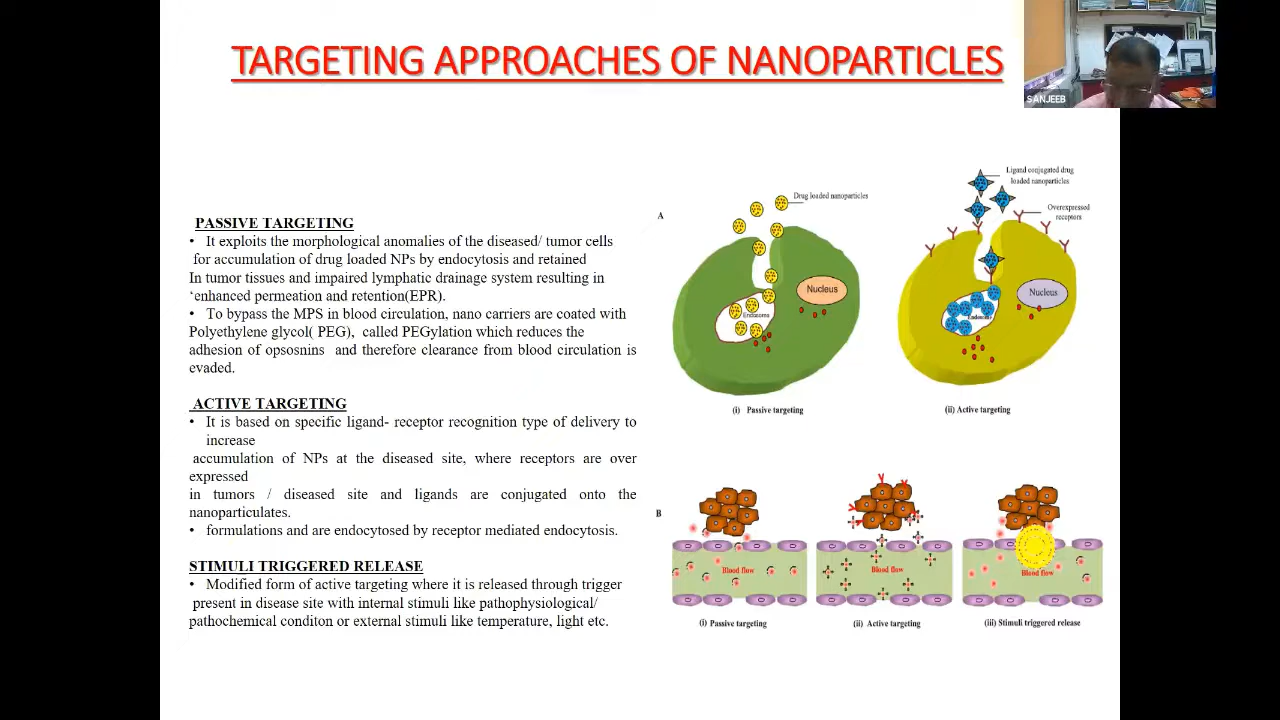 TARGETING APPROACHES OF NANOPARTICLES
SANJEEB
PASSIVE TARGETING
• It exploits the morphological anomalies of the diseased/ tumor cells
for accumulation of drug loaded NPs by endocytosis and retained
In tumor tissues and impaired lymphatic drainage system resulting in
‘enhanced permeation and retention(EPR).
• To bypass the MPS in blood circulation, nano carriers are coated with
Polyethylene glycol( PEG), called PEGylation which reduces the
adhesion of oposnins and therefore clearance from blood circulation is
evaded.
ACTIVE TARGETING
• It is based on specific ligand- receptor recognition type of delivery to
increase
accumulation of NPs at the diseased site, where receptors are over
expressed
in tumors / diseased site and ligands are conjugated onto the
nanoparticulates.
• formulations and are endocytosed by receptor mediated endocytosis.
STIMULI TRIGGERED RELEASE
• Modified form of active targeting where it is released through trigger
present in disease site with internal stimuli like pathophysiological/
pathochemical conditon or external stimuli like temperature, light etc.
A
Drug loaded nanoparticles
Nucleus
Endosome
(i) Passive targeting
Ligand conjugated drug
loaded nanoparticles
Overexpressed
receptors
Nucleus
Endosome
(ii) Active targeting
B
Blood flow
(i) Passive targeting
Blood flow
(ii) Active targeting
Blood flow
(iii) Stimuli triggered release